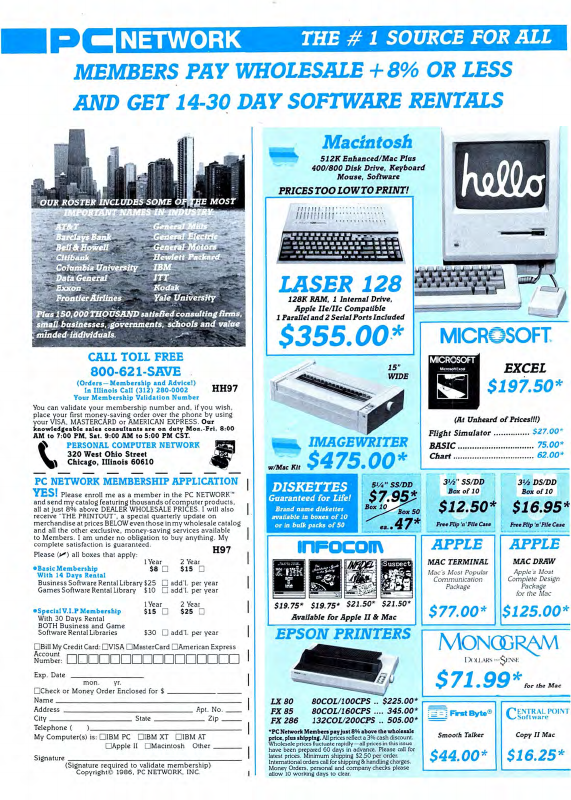 PC NETWORK
THE # 1 SOURCE FOR ALL
MEMBERS PAY WHOLESALE + 8% OR LESS
AND GET 14-30 DAY SOFTWARE RENTALS
OUR ROSTER INCLUDES SOME OF THE MOST
IMPORTANT NAMES IN INDUSTRY.
AT&T General Mills
Barclays Bank General Electric
Bell & Howell General Motors
Citibank Hewlett Packard
Columbia University IBM
Data General ITT
Exxon Kodak
Frontier Airlines Yale University
Plus 150,000 THOUSAND satisfied consulting firms,
small businesses, governments, schools and value
minded individuals.
CALL TOLL FREE
800-621-SAVE
(Orders—Membership and Advice!)
In Illinois Call (312) 280-0002 HH97
Your Membership Validation Number
You can validate your membership number and, if you wish,
place your first money-saving order over the phone by using
your VISA, MASTERCARD or AMERICAN EXPRESS. Our
knowledgeable sales consultants are on duty Mon.-Fri. 8:00
AM to 7:00 PM, Sat. 9:00 AM to 5:00 PM CST.
PERSONAL COMPUTER NETWORK
320 West Ohio Street
Chicago, Illinois 60610
PC NETWORK MEMBERSHIP APPLICATION
YES! Please enroll me as a member in the PC NETWORK™
and send my catalog featuring thousands of computer products,
all at just 8% above DEALER WHOLESALE PRICES. I will also
receive "THE PRINTOUT", a special quarterly update on
merchandise at prices BELOW even those in my wholesale catalog
and all the other exclusive, money-saving services available
to Members. I am under no obligation to buy anything. My
complete satisfaction is guaranteed.
Please (✓) all boxes that apply: H97
1 Year 2 Year
●Basic Membership $8 □ $15 □
With 14 Days Rental
Business Software Rental Library $25 □ add'l. per year
Games Software Rental Library $10 □ add'l. per year
1 Year 2 Year
●Special V.I.P Membership $15 □ $25 □
With 30 Days Rental
BOTH Business and Game
Software Rental Libraries $30 □ add'l. per year
□Bill My Credit Card: □VISA □MasterCard □American Express
Account
Number:
Exp. Date
mon. yr.
□Check or Money Order Enclosed for $
Name
Address Apt. No.
City State Zip
Telephone ( )
My Computer(s) is: □IBM PC □IBM XT □IBM AT
□Apple II □Macintosh Other
Signature
(Signature required to validate membership)
Copyright© 1986, PC NETWORK, INC.
Macintosh
512K Enhanced/Mac Plus
400/800 Disk Drive, Keyboard
Mouse, Software
PRICES TOO LOW TO PRINT!
hello
LASER 128
128K RAM, 1 Internal Drive,
Apple IIe/IIc Compatible
1 Parallel and 2 Serial Ports Included
$355.00*
15"
WIDE
IMAGEWRITER
w/Mac Kit $475.00*
MICROSOFT®
MICROSOFT
EXCEL
$197.50*
(At Unheard of Prices!!!)
Flight Simulator ............... $27.00*
BASIC ............... 75.00*
Chart ............... 62.00*
DISKETTES
Guaranteed for Life!
Brand name diskettes
available in boxes of 10
or in bulk packs of 50
5¼" SS/DD
$7.95*
Box 10 Box 50
ea..47*
3½" SS/DD
Box of 10
$12.50*
Free Flip 'n' File Case
3½ DS/DD
Box of 10
$16.95*
Free Flip 'n' File Case
INFOCOM
Suspect
$19.75* $19.75* $21.50* $21.50*
Available for Apple II & Mac
APPLE
MAC TERMINAL
Mac's Most Popular
Communication
Package
$77.00*
APPLE
MAC DRAW
Apple's Most
Complete Design
Package
for the Mac
$125.00*
EPSON PRINTERS
LX 80 80COL/100CPS .. $225.00*
FX 85 80COL/160CPS .... 345.00*
FX 286 132COL/200CPS .. 505.00*
*PC Network Members pay just 8% above the wholesale
price, plus shipping. All prices reflect a 3% cash discount.
Wholesale prices fluctuate rapidly — all prices in this issue
have been prepared 60 days in advance. Please call for
latest prices. Minimum shipping $2.50 per order.
International orders call for shipping & handling charges.
Money Orders, personal and company checks please
allow 10 working days to clear.
MONOGRAM
DOLLARS AND $ENSE
$71.99* for the Mac
First Byte®
Smooth Talker
$44.00*
CENTRAL POINT
Software
Copy II Mac
$16.25*